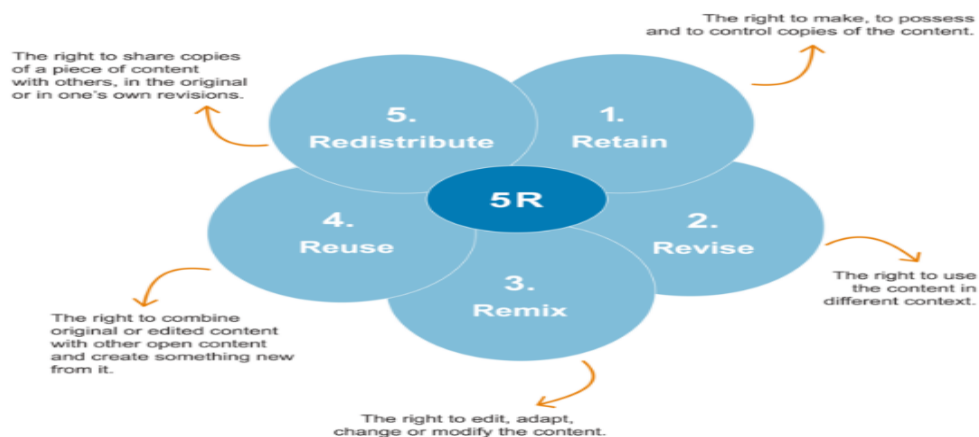 The right to make, to possess
and to control copies of the content.
The right to share copies
of a piece of content
with others, in the original
or in one's own revisions.
5.
Redistribute
1.
Retain
5R
4.
Reuse
2.
Revise
3.
Remix
The right to use
the content in
different context.
The right to combine
original or edited content
with other open content
and create something new
from it.
The right to edit, adapt,
change or modify the content.